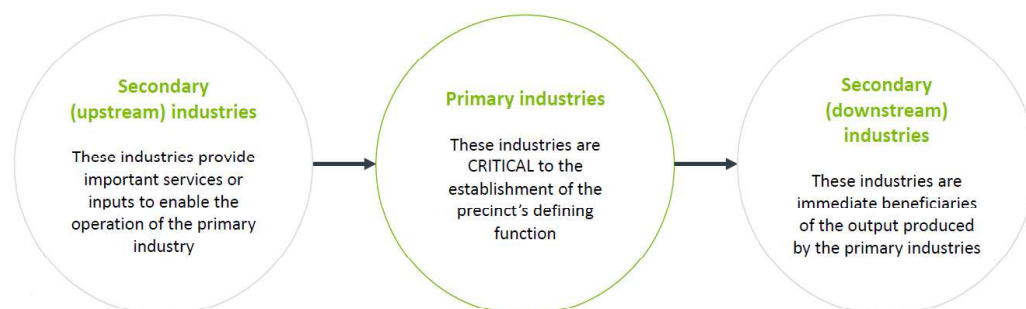 Secondary
(upstream) industries
These industries provide
important services or
inputs to enable the
operation of the primary
industry
Primary industries
These industries are
CRITICAL to the
establishment of the
precinct's defining
function
Secondary
(downstream)
industries
These industries are
immediate beneficiaries
of the output produced
by the primary industries